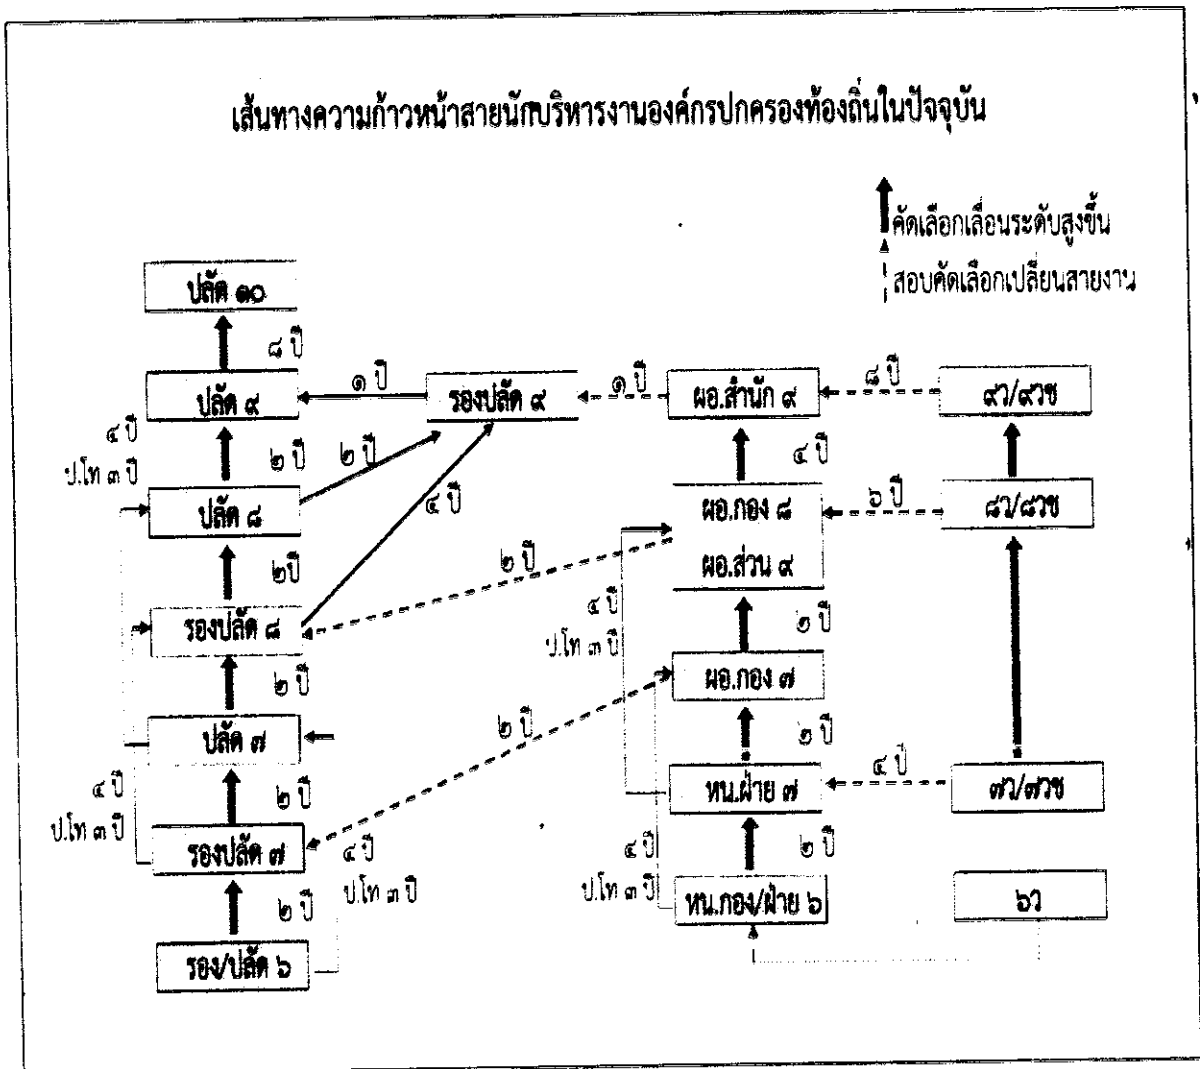 เส้นทางความก้าวหน้าสายนักบริหารงานองค์กรปกครองท้องถิ่นในปัจจุบัน
คัดเลือกเลื่อนระดับสูงขึ้น
สอบคัดเลือกเปลี่ยนสายงาน
ปลัด ๑๐
๘ ปี
ปลัด ๙
๑ ปี
รองปลัด ๙
๑ ปี
ผอ.สำนัก ๙
๘ ปี
๙ว/๙วช
๔ ปี
ป.โท ๓ ปี
๒ ปี
๒ ปี
๔ ปี
๔ ปี
ปลัด ๘
ผอ.กอง ๘
ผอ.ส่วน ๙
๖ ปี
๘ว/๘วช
๒ปี
๒ ปี
๔ ปี
ป.โท ๓ ปี
๒ ปี
รองปลัด ๘
ผอ.กอง ๗
๒ ปี
๒ ปี
๒ ปี
ปลัด ๗
หน.ฝ่าย ๗
๔ ปี
๗ว/๗วช
๔ ปี
ป.โท ๓ ปี
๒ ปี
รองปลัด ๗
๔ ปี
ป.โท ๓ ปี
๔ ปี
ป.โท ๓ ปี
๒ ปี
๒ ปี
หน.กอง/ฝ่าย ๖
๖ว
รอง/ปลัด ๖